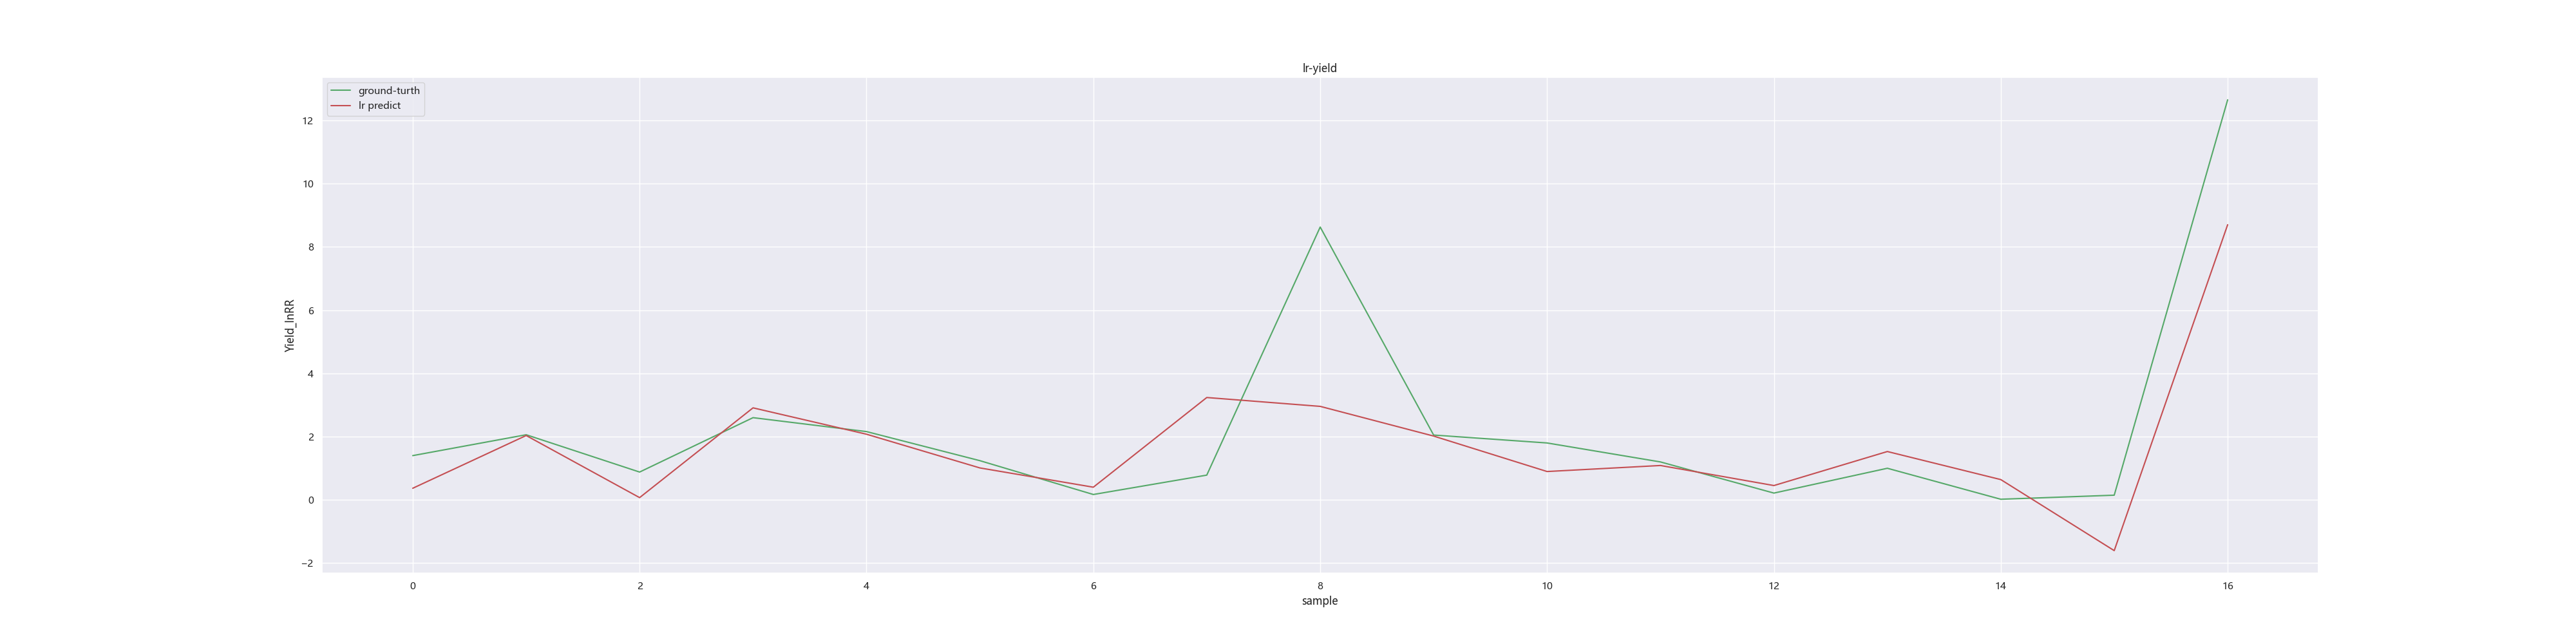 lr-yield
ground-turth
lr predict
12
10
8
6
4
2
0
−2
Yield_lnRR
0 2 4 6 8 10 12 14 16
sample